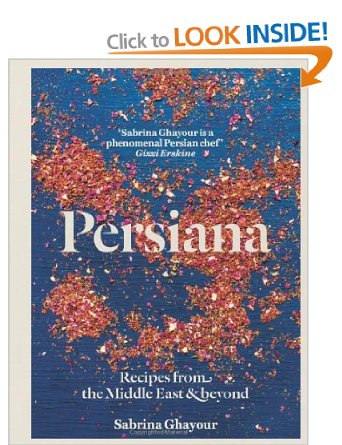 Click to LOOK INSIDE!
'Sabrina Ghayour is a
phenomenal Persian chef'
Gizzi Erskine
Persiana
Recipes from
the Middle East & beyond
Sabrina Ghayour